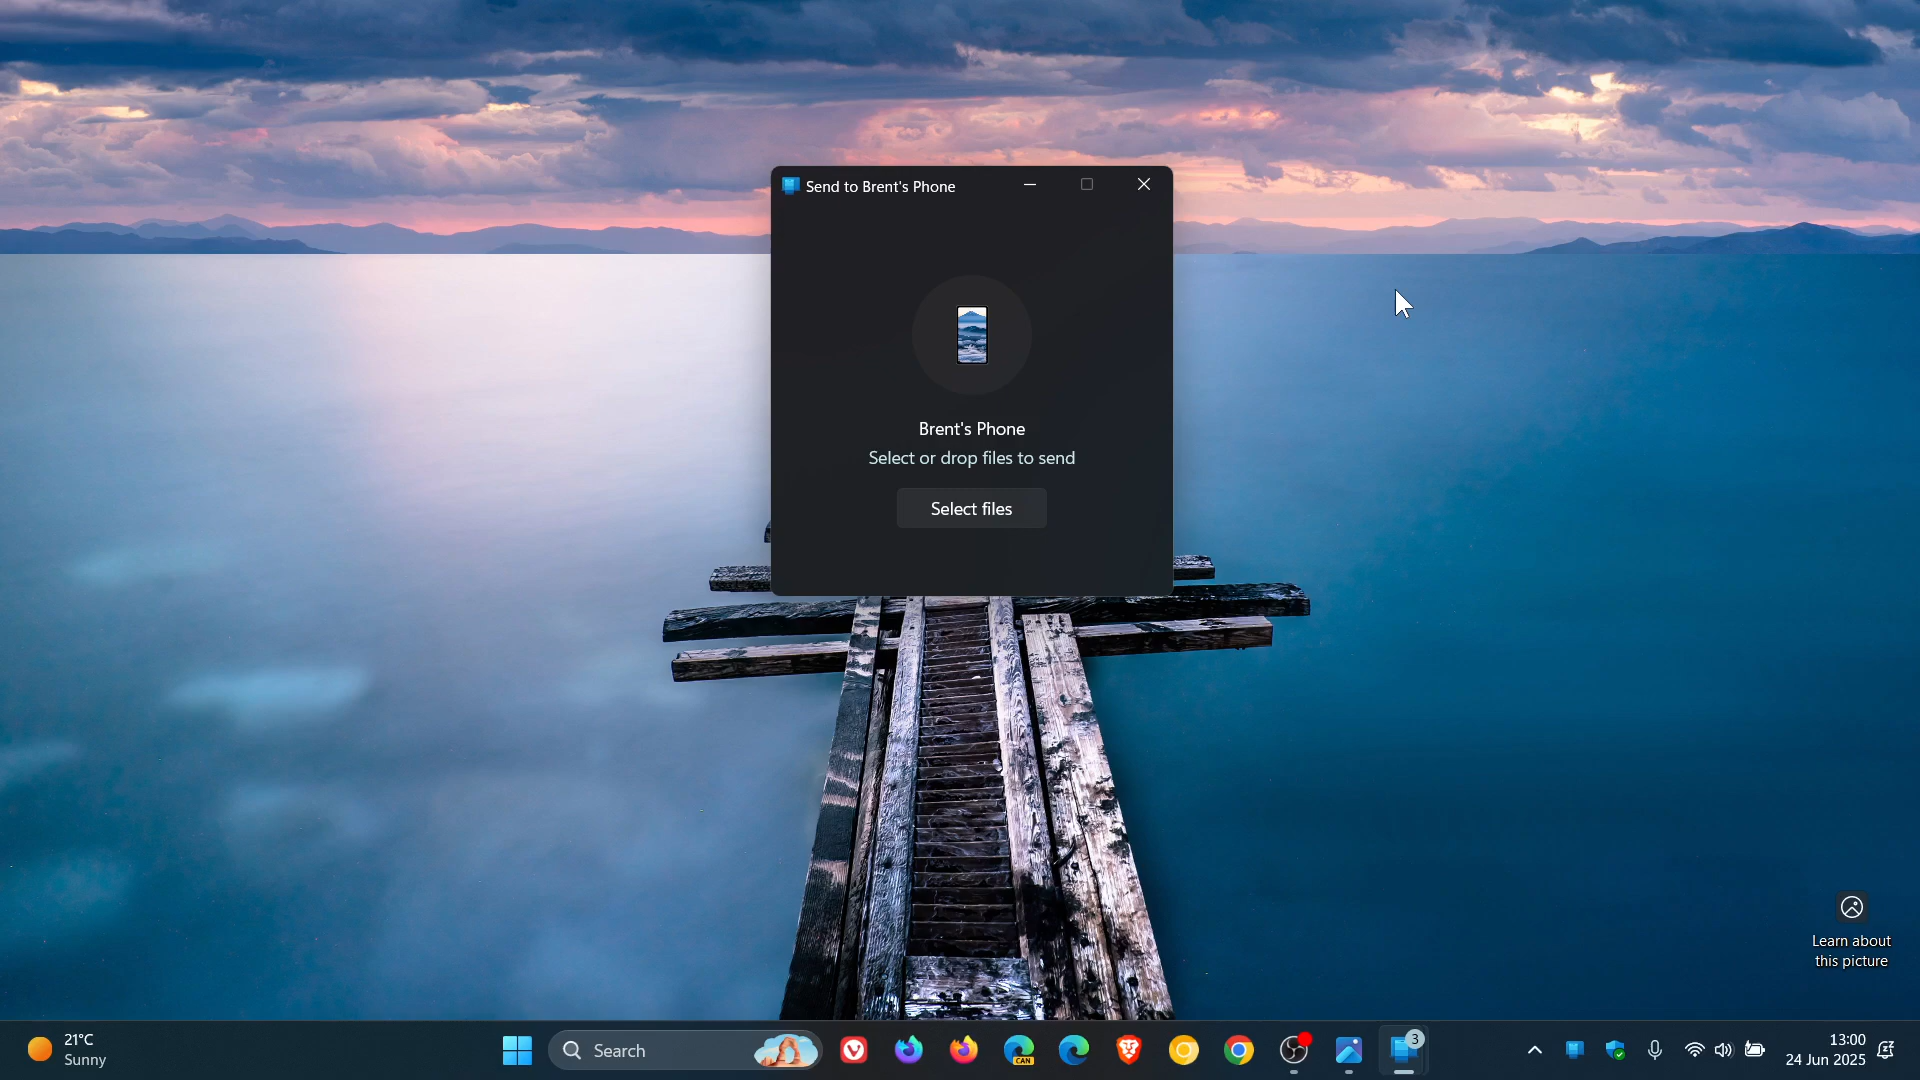 Send to Brent's Phone
Brent's Phone
Select or drop files to send
Select files
Learn about
this picture
21°C
Sunny
Search
CAN
3
13:00
24 Jun 2025